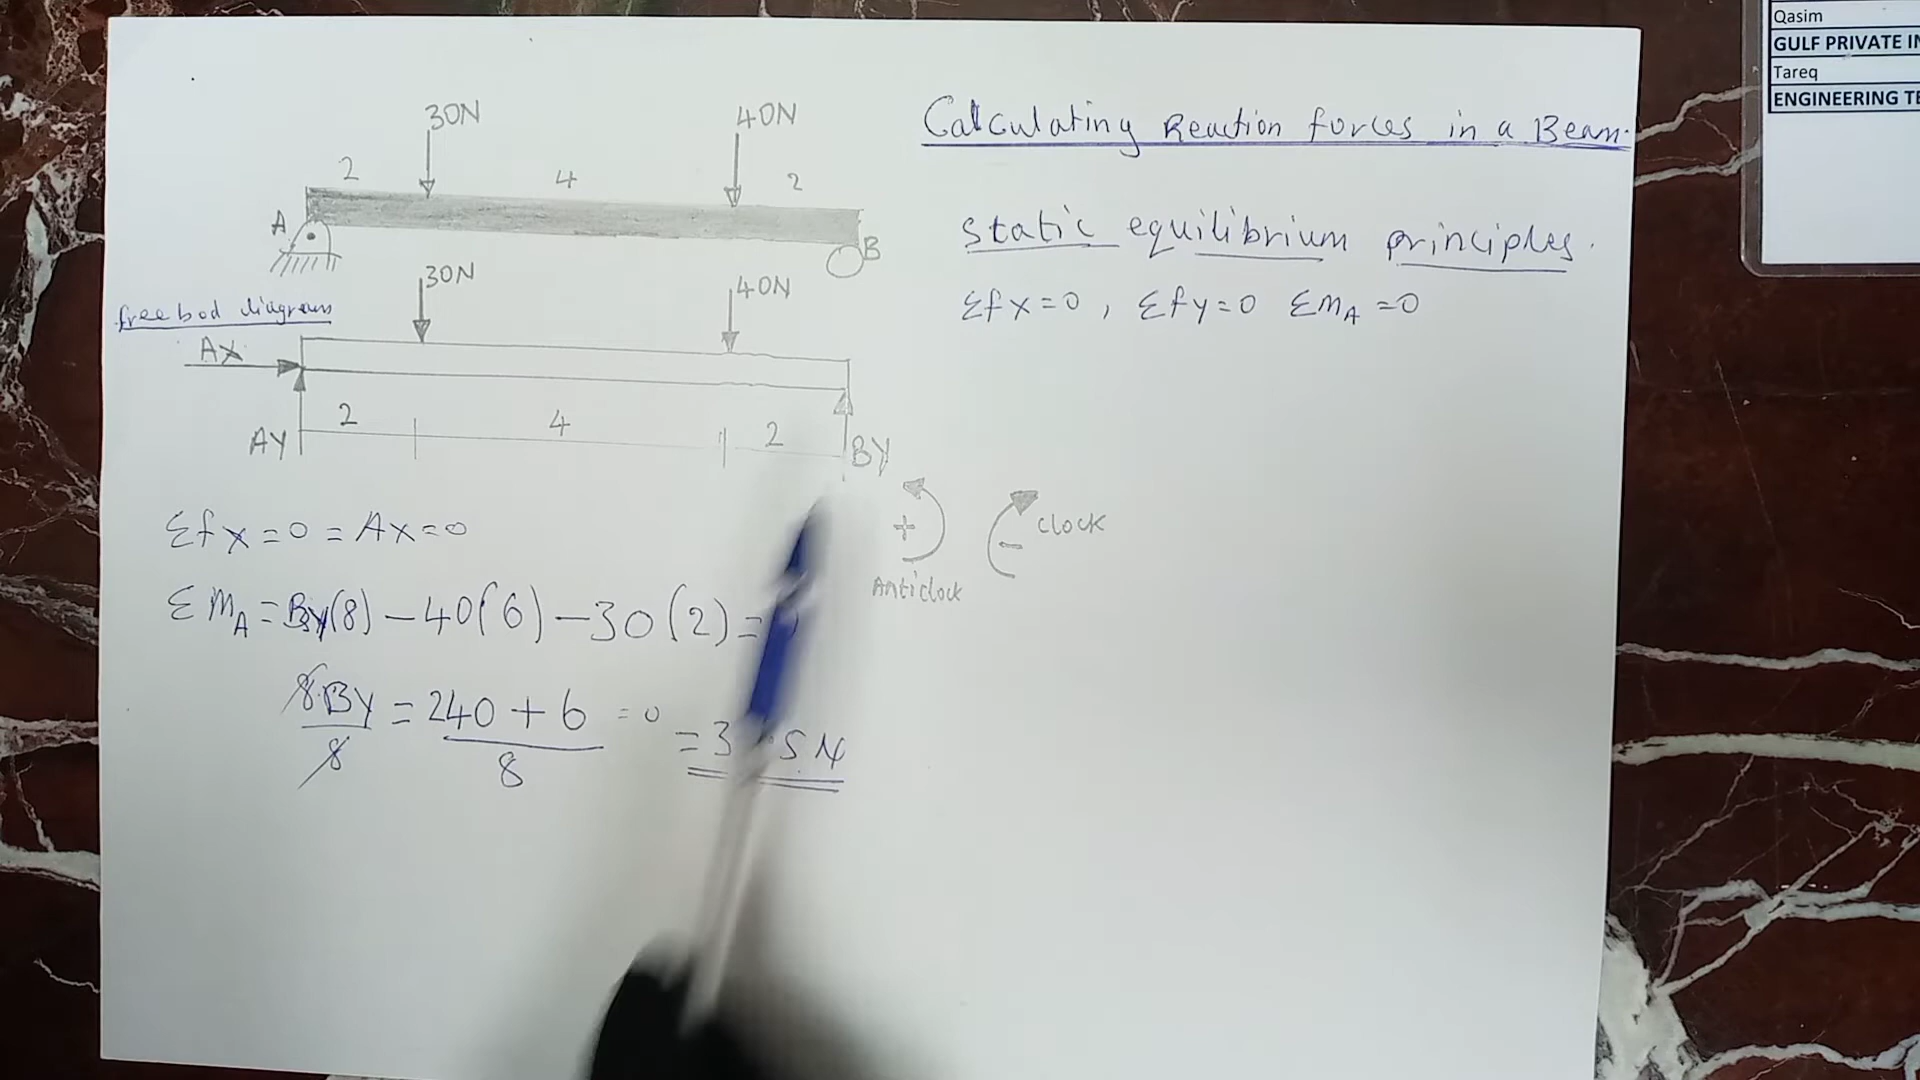 Qasim
GULF PRIVATE
Tareq
ENGINEERING
Calculating Reaction forces in a Beam.
30N
40N
2
4
2
A
B
static equilibrium principles.
Σfx=0, Σfy=0 ΣmA=0
free bod diagram
30N
40N
Ax
AY
2
4
2
BY
+
Anticlock
−
Clock
Σfx=0=Ax=0
ΣMA=By(8)−40(6)−30(2)=
8BY = 240+6 =0
8
8